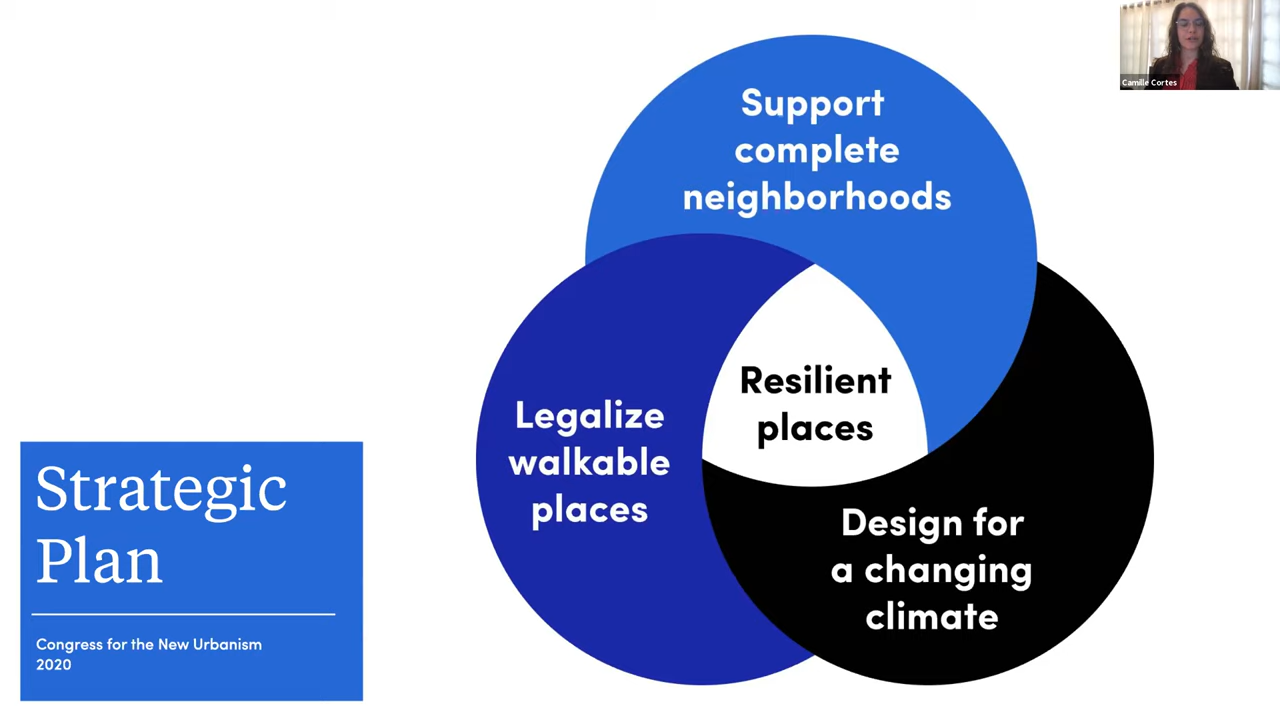 Support
complete
neighborhoods
Camille Cortes
Resilient
places
Legalize
walkable
places
Design for
a changing
climate
Strategic
Plan
Congress for the New Urbanism
2020